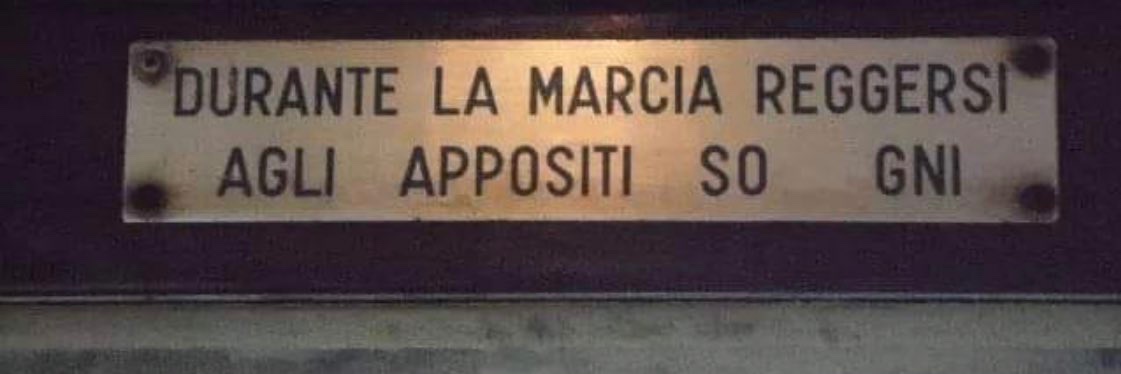 DURANTE LA MARCIA REGGERSI
AGLI APPOSITI SO GNI